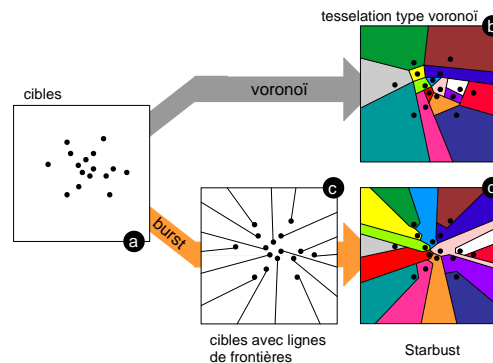 tesselation type voronoï
b
cibles
voronoï
a
burst
c
d
cibles avec lignes
de frontières
Starbust